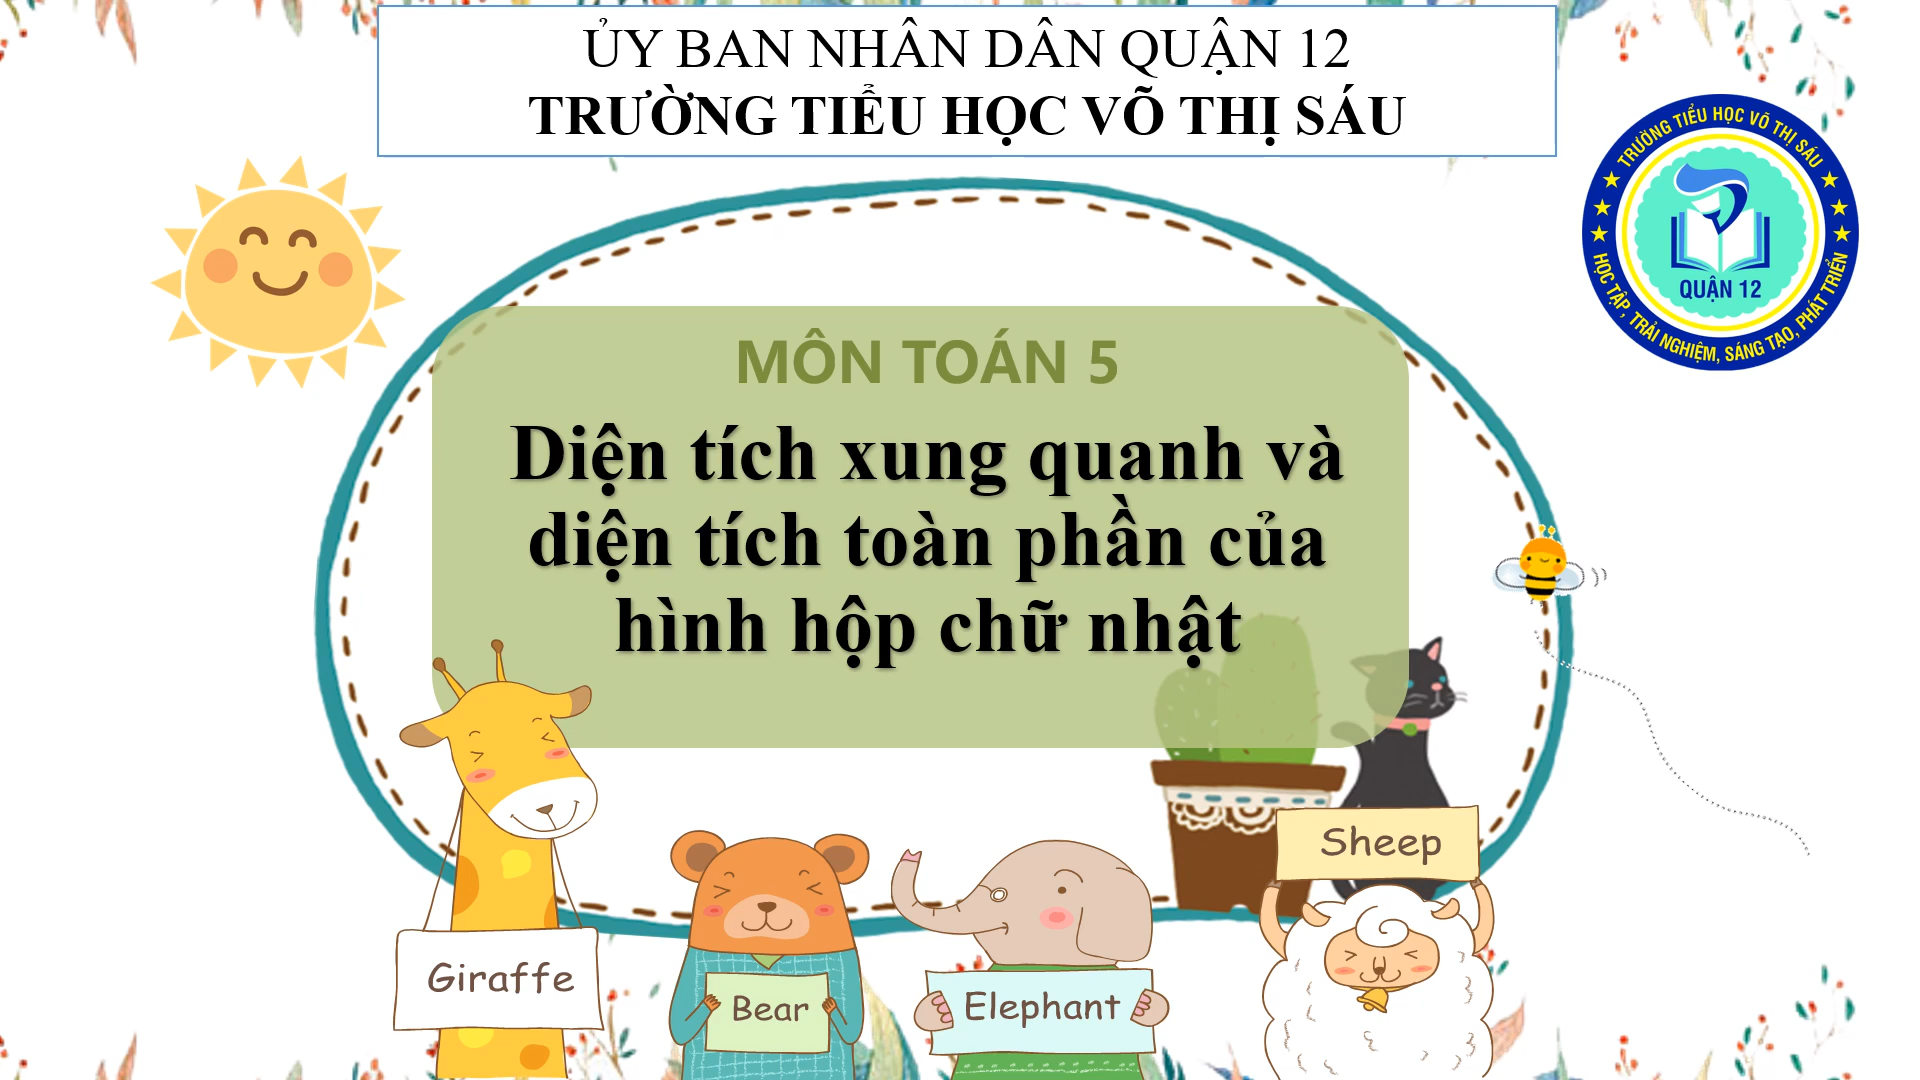 ỦY BAN NHÂN DÂN QUẬN 12
TRƯỜNG TIỂU HỌC VÕ THỊ SÁU
TRƯỜNG TIỂU HỌC VÕ THỊ SÁU
QUẬN 12
HỌC TẬP, TRẢI NGHIỆM, SÁNG TẠO, PHÁT TRIỂN
MÔN TOÁN 5
Diện tích xung quanh và
diện tích toàn phần của
hình hộp chữ nhật
Sheep
Giraffe
Bear
Elephant